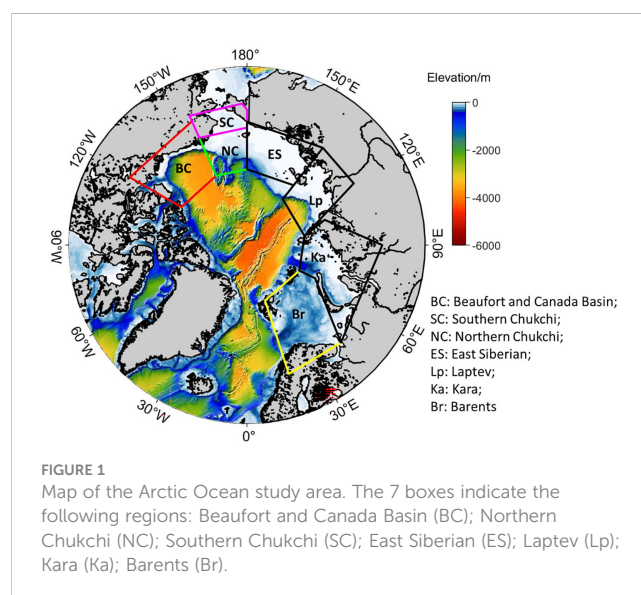 180°
150°W
150°E
120°W
120°E
90°W
90°E
60°W
60°E
30°W
30°E
0°
SC
NC
ES
BC
Lp
Ka
Br
Elevation/m
0
-2000
-4000
-6000
BC: Beaufort and Canada Basin;
SC: Southern Chukchi;
NC: Northern Chukchi;
ES: East Siberian;
Lp: Laptev;
Ka: Kara;
Br: Barents
FIGURE 1
Map of the Arctic Ocean study area. The 7 boxes indicate the
following regions: Beaufort and Canada Basin (BC); Northern
Chukchi (NC); Southern Chukchi (SC); East Siberian (ES); Laptev (Lp);
Kara (Ka); Barents (Br).